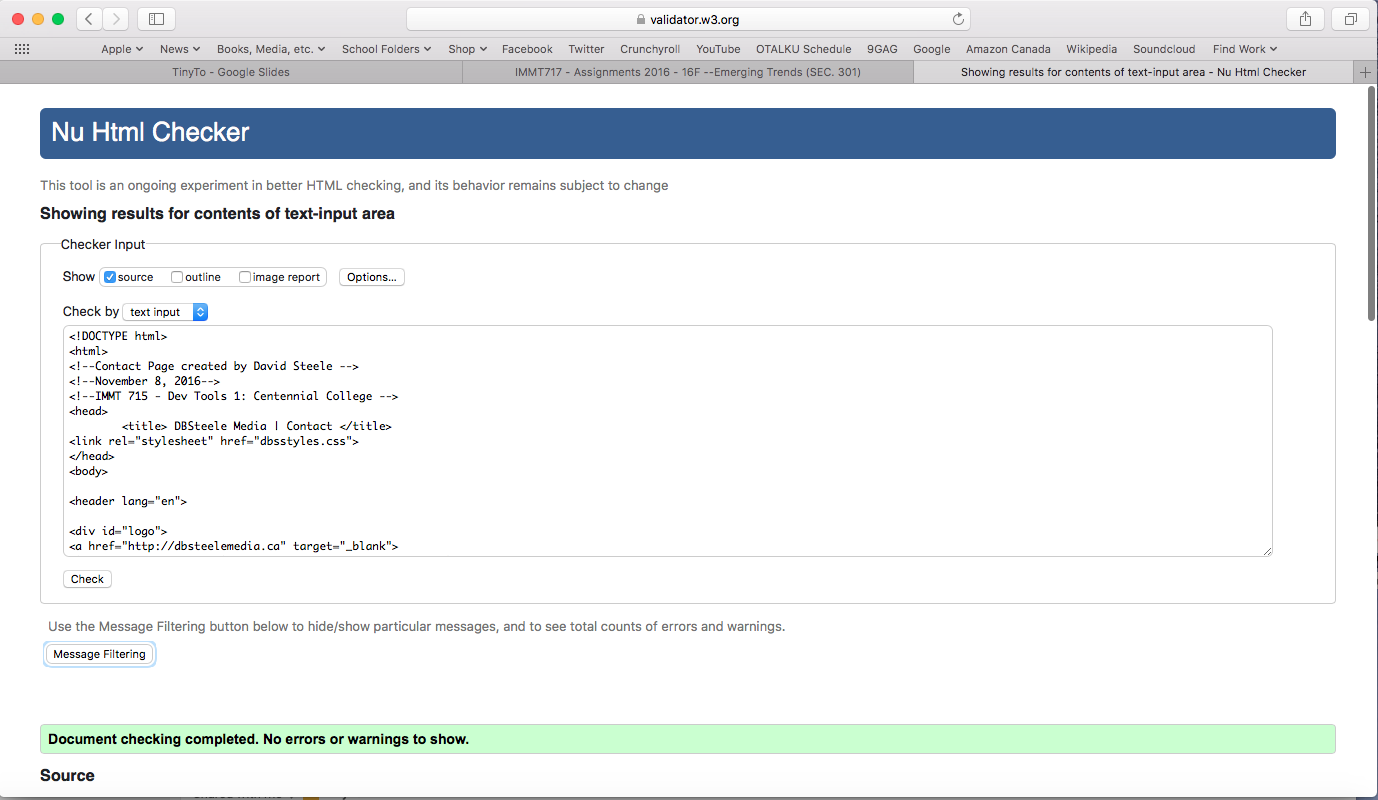 validator.w3.org
Apple News Books, Media, etc. School Folders Shop Facebook Twitter Crunchyroll YouTube OTALKU Schedule 9GAG Google Amazon Canada Wikipedia Soundcloud Find Work
TinyTo - Google Slides IMMT717 - Assignments 2016 - 16F --Emerging Trends (SEC. 301) Showing results for contents of text-input area - Nu Html Checker
Nu Html Checker
This tool is an ongoing experiment in better HTML checking, and its behavior remains subject to change
Showing results for contents of text-input area
Checker Input
Show source outline image report Options...
Check by text input
<!DOCTYPE html>
<html>
<!--Contact Page created by David Steele -->
<!--November 8, 2016-->
<!--IMMT 715 - Dev Tools 1: Centennial College -->
<head>
<title> DBSteele Media | Contact </title>
<link rel="stylesheet" href="dbsstyles.css">
</head>
<body>
<header lang="en">
<div id="logo">
<a href="http://dbsteelemedia.ca" target="_blank">
Check
Use the Message Filtering button below to hide/show particular messages, and to see total counts of errors and warnings.
Message Filtering
Document checking completed. No errors or warnings to show.
Source